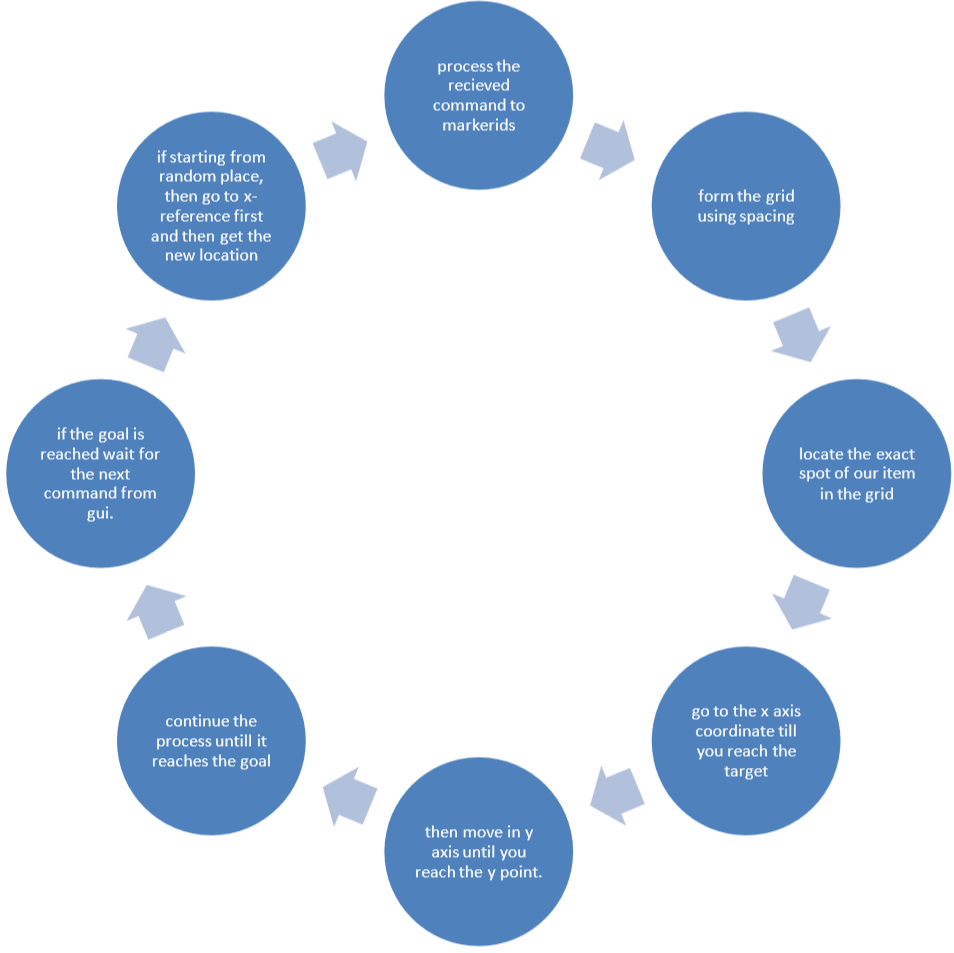 process the
recieved
command to
markerids
form the grid
using spacing
locate the exact
spot of our item
in the grid
go to the x axis
coordinate till
you reach the
target
then move in y
axis until you
reach the y point.
continue the
process untill it
reaches the goal
if the goal is
reached wait for
the next
command from
gui.
if starting from
random place,
then go to x-
reference first
and then get the
new location